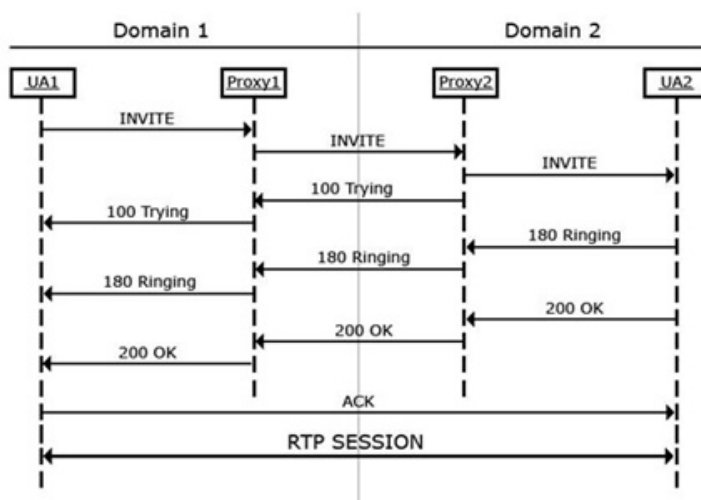 Domain 1 Domain 2
UA1 Proxy1 Proxy2 UA2
INVITE
INVITE
INVITE
100 Trying
100 Trying
180 Ringing
180 Ringing
180 Ringing
200 OK
200 OK
200 OK
ACK
RTP SESSION